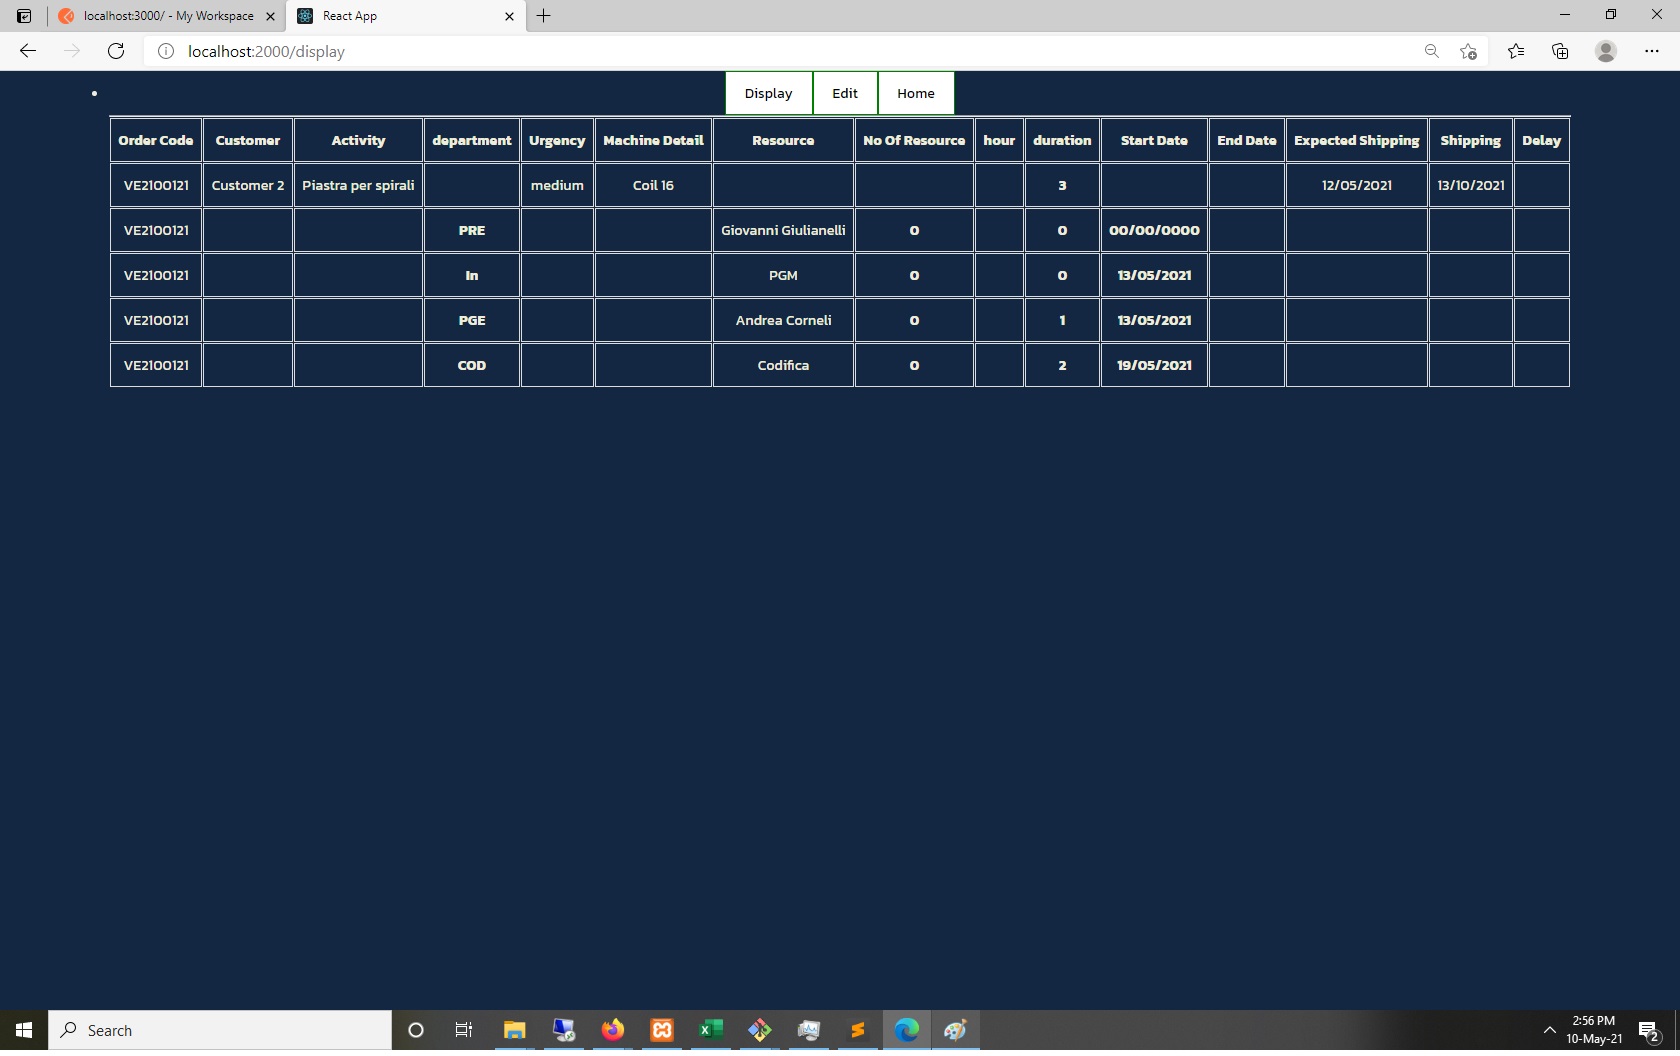 localhost:3000/ - My Workspace
React App
localhost:2000/display
Display Edit Home
Order Code Customer Activity department Urgency Machine Detail Resource No Of Resource hour duration Start Date End Date Expected Shipping Shipping Delay
VE2100121 Customer 2 Piastra per spirali medium Coil 16 3 12/05/2021 13/10/2021
VE2100121 PRE Giovanni Giulianelli 0 0 00/00/0000
VE2100121 In PGM 0 0 13/05/2021
VE2100121 PGE Andrea Corneli 0 1 13/05/2021
VE2100121 COD Codifica 0 2 19/05/2021
Search
2:56 PM
10-May-21
2